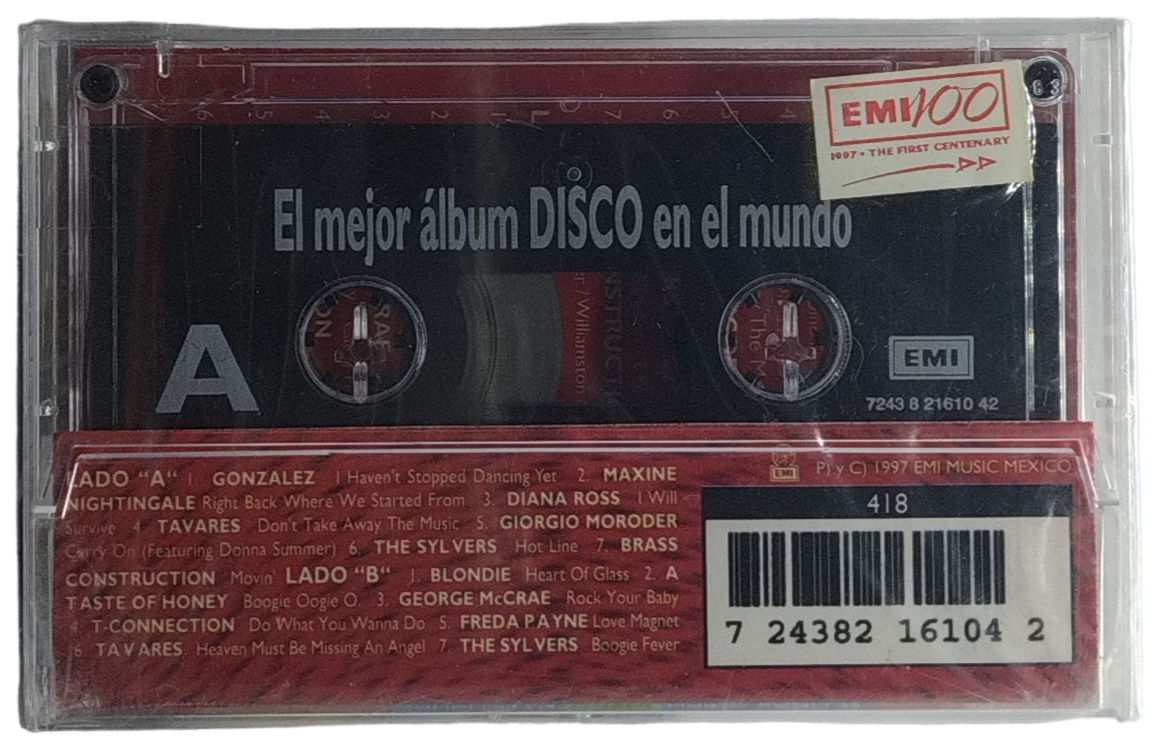 EMI100
1997 • THE FIRST CENTENARY
El mejor álbum DISCO en el mundo
A
EMI
7243 8 21610 42
LADO "A" 1. GONZALEZ I Haven't Stopped Dancing Yet 2. MAXINE
NIGHTINGALE Right Back Where We Started From 3. DIANA ROSS I Will
Survive 4 TAVARES Don't Take Away The Music 5. GIORGIO MORODER
Carry On (Featuring Donna Summer) 6. THE SYLVERS Hot Line 7. BRASS
CONSTRUCTION Movin' LADO "B" 1. BLONDIE Heart Of Glass 2. A
TASTE OF HONEY Boogie Oogie O. 3. GEORGE McCRAE Rock Your Baby
4 T-CONNECTION Do What You Wanna Do 5. FREDA PAYNE Love Magnet
6. TAVARES Heaven Must Be Missing An Angel 7 THE SYLVERS Boogie Fever
EMI P) y C) 1997 EMI MUSIC MEXICO
418
7 24382 16104 2
Williamston